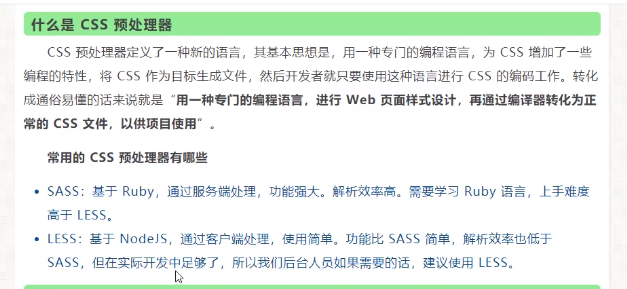 什么是 CSS 预处理器
CSS 预处理器定义了一种新的语言，其基本思想是，用一种专门的编程语言，为 CSS 增加了一些
编程的特性，将 CSS 作为目标生成文件，然后开发者就只要使用这种语言进行 CSS 的编码工作。转化
成通俗易懂的话来说就是“用一种专门的编程语言，进行 Web 页面样式设计，再通过编译器转化为正
常的 CSS 文件，以供项目使用”。
常用的 CSS 预处理器有哪些
• SASS：基于 Ruby，通过服务端处理，功能强大。解析效率高。需要学习 Ruby 语言，上手难度
高于 LESS。
• LESS：基于 NodeJS，通过客户端处理，使用简单。功能比 SASS 简单，解析效率也低于
SASS，但在实际开发中足够了，所以我们后台人员如果需要的话，建议使用 LESS。